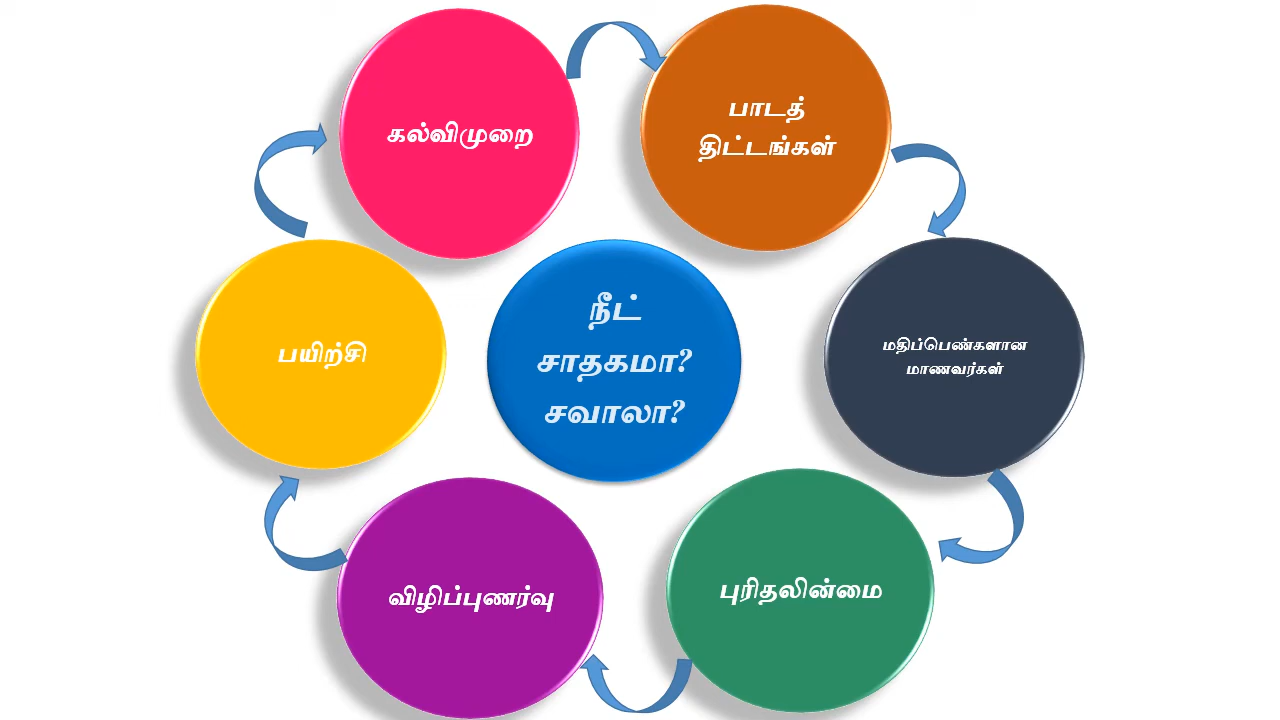 கல்விமுறை
பாடத்
திட்டங்கள்
மதிப்பெண்களான
மாணவர்கள்
புரிதலின்மை
விழிப்புணர்வு
பயிற்சி
நீட்
சாதகமா?
சவாலா?